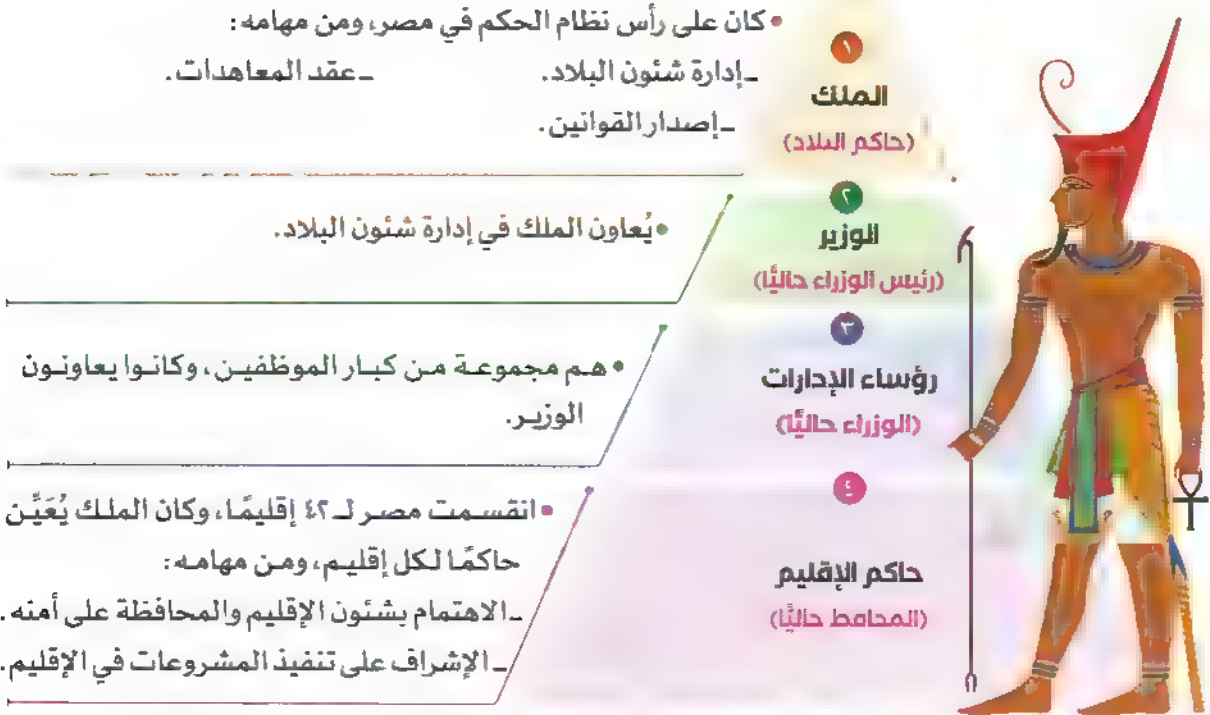 ١
الملك
(حاكم البلاد)
• كان على رأس نظام الحكم في مصر، ومن مهامه:
ـ إدارة شئون البلاد. ـ عقد المعاهدات.
ـ إصدار القوانين.
٢
الوزير
(رئيس الوزراء حاليًّا)
• يُعاون الملك في إدارة شئون البلاد.
٣
رؤساء الإدارات
(الوزراء حاليًّا)
• هم مجموعة من كبار الموظفين، وكانوا يعاونون
الوزير.
٤
حاكم الإقليم
(المحافظ حاليًّا)
• انقسمت مصر لـ ٤٢ إقليمًا، وكان الملك يُعَيِّن
حاكمًا لكل إقليم، ومن مهامه:
ـ الاهتمام بشئون الإقليم والمحافظة على أمنه.
ـ الإشراف على تنفيذ المشروعات في الإقليم.